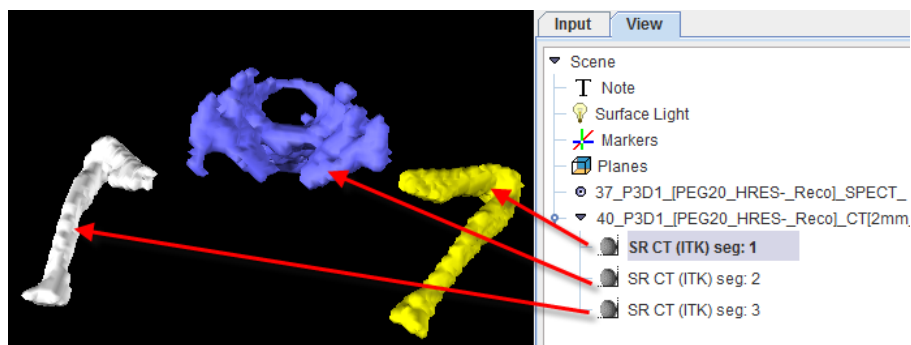 Input View
Scene
T Note
Surface Light
Markers
Planes
37_P3D1_[PEG20_HRES-_Reco]_SPECT_
40_P3D1_[PEG20_HRES-_Reco]_CT[2mm_
SR CT (ITK) seg: 1
SR CT (ITK) seg: 2
SR CT (ITK) seg: 3